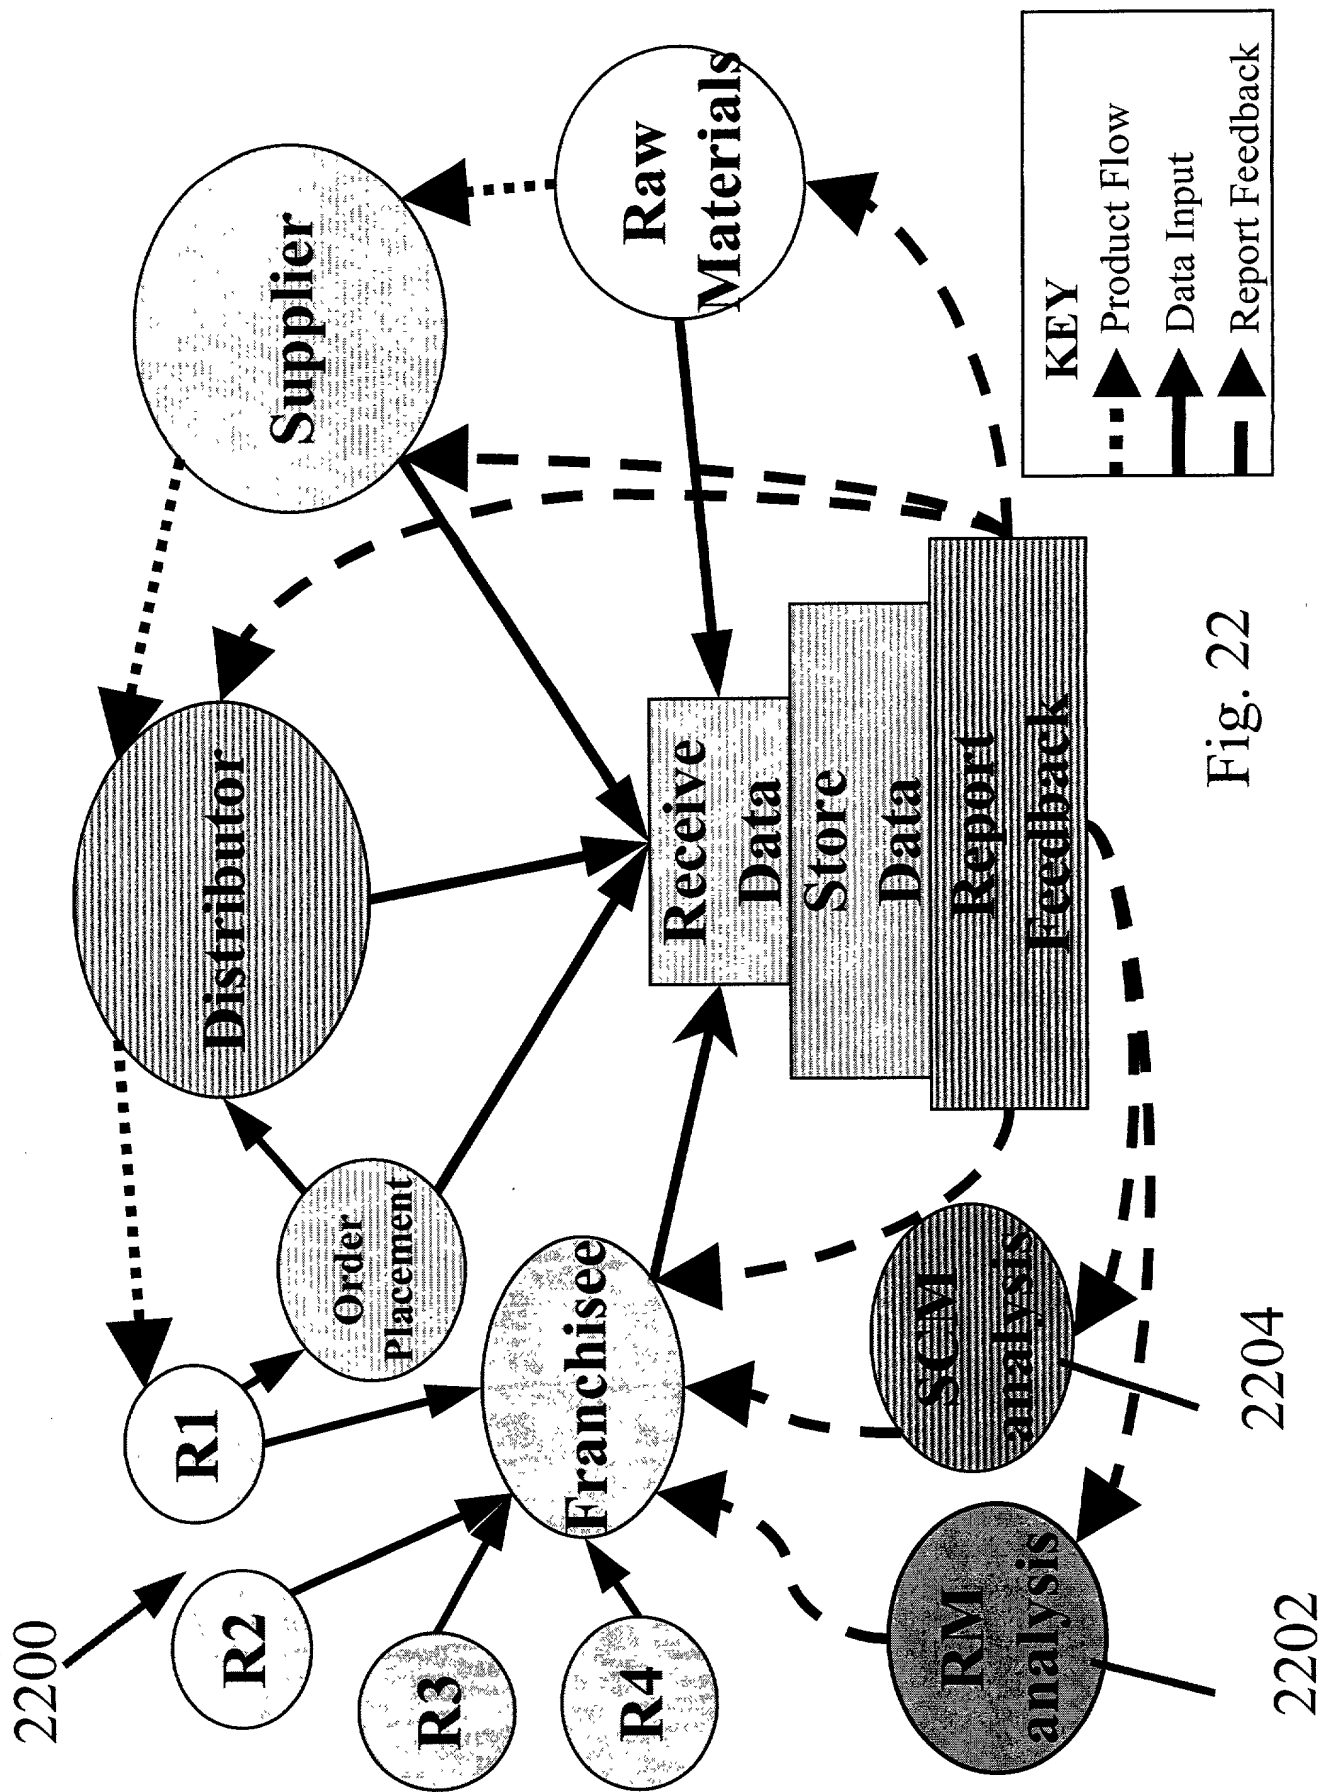 2200
R1
R2
R3
R4
Order
Placement
Distributor
Supplier
Franchisee
Receive
Data
Store
Data
Report
Feedback
Raw
Materials
RM
analysis
SCM
analysis
2202
2204
KEY
Product Flow
Data Input
Report Feedback
Fig. 22